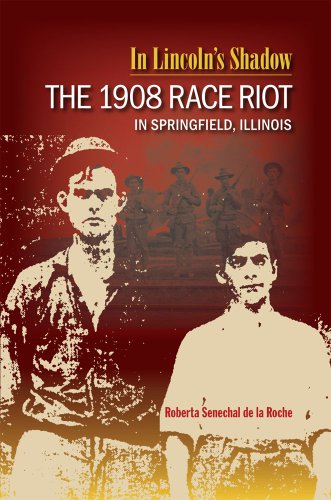 In Lincoln's Shadow
THE 1908 RACE RIOT
IN SPRINGFIELD, ILLINOIS
Roberta Senechal de la Roche